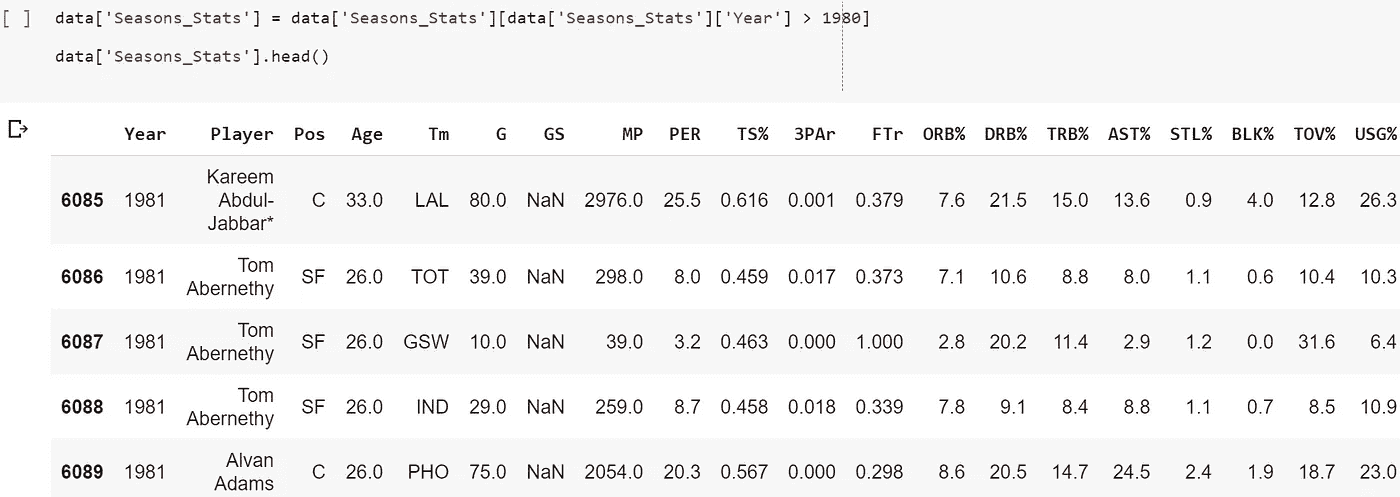 [ ] data['Seasons_Stats'] = data['Seasons_Stats'][data['Seasons_Stats']['Year'] > 1980]
data['Seasons_Stats'].head()
Year Player Pos Age Tm G GS MP PER TS% 3PAr FTr ORB% DRB% TRB% AST% STL% BLK% TOV% USG%
Kareem
6085 1981 Abdul- C 33.0 LAL 80.0 NaN 2976.0 25.5 0.616 0.001 0.379 7.6 21.5 15.0 13.6 0.9 4.0 12.8 26.3
Jabbar*
Tom
6086 1981 Abernethy SF 26.0 TOT 39.0 NaN 298.0 8.0 0.459 0.017 0.373 7.1 10.6 8.8 8.0 1.1 0.6 10.4 10.3
Tom
6087 1981 Abernethy SF 26.0 GSW 10.0 NaN 39.0 3.2 0.463 0.000 1.000 2.8 20.2 11.4 2.9 1.2 0.0 31.6 6.4
Tom
6088 1981 Abernethy SF 26.0 IND 29.0 NaN 259.0 8.7 0.458 0.018 0.339 7.8 9.1 8.4 8.8 1.1 0.7 8.5 10.9
Alvan
6089 1981 Adams C 26.0 PHO 75.0 NaN 2054.0 20.3 0.567 0.000 0.298 8.6 20.5 14.7 24.5 2.4 1.9 18.7 23.0